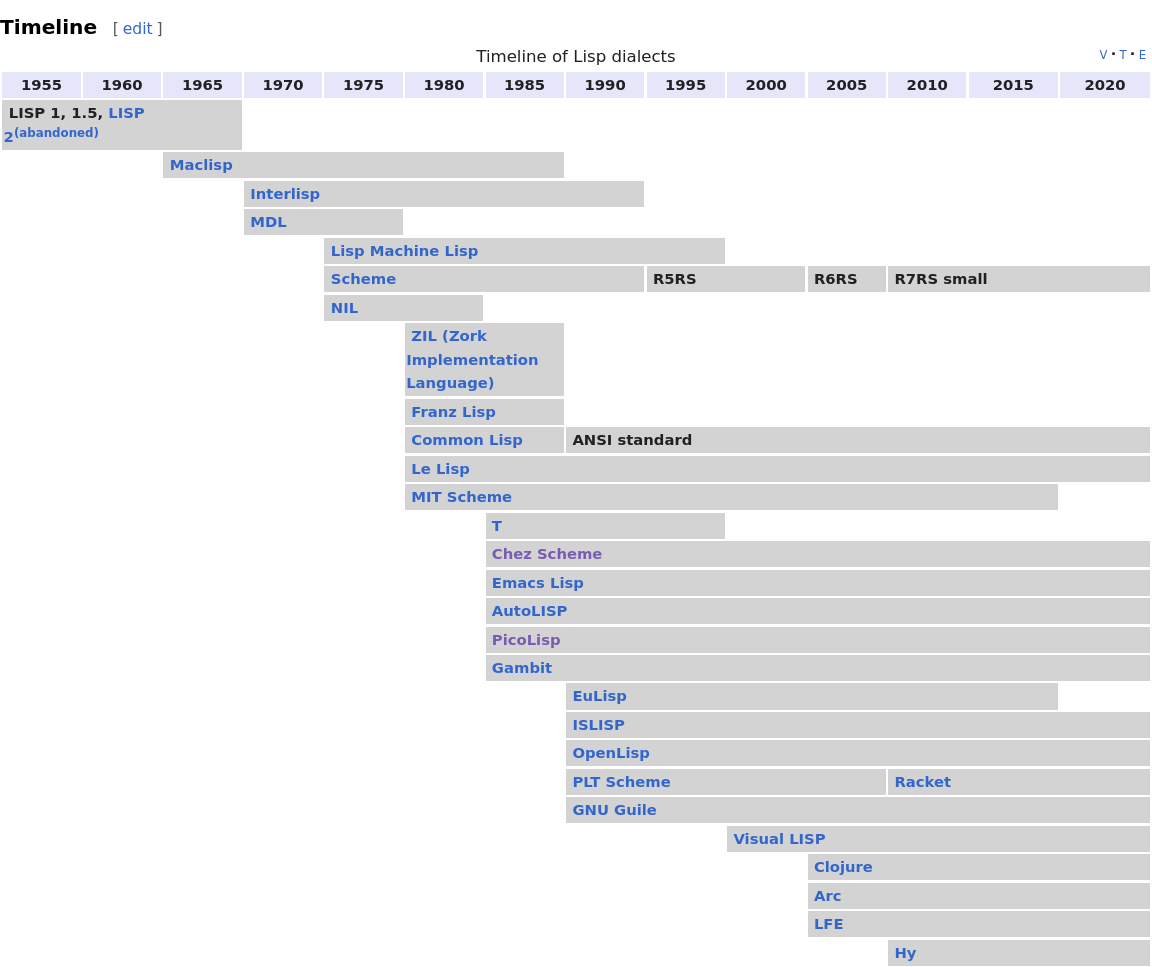 Timeline [ edit ]
Timeline of Lisp dialects
V · T · E
1955 1960 1965 1970 1975 1980 1985 1990 1995 2000 2005 2010 2015 2020
LISP 1, 1.5, LISP
2(abandoned)
Maclisp
Interlisp
MDL
Lisp Machine Lisp
Scheme R5RS R6RS R7RS small
NIL
ZIL (Zork
Implementation
Language)
Franz Lisp
Common Lisp ANSI standard
Le Lisp
MIT Scheme
T
Chez Scheme
Emacs Lisp
AutoLISP
PicoLisp
Gambit
EuLisp
ISLISP
OpenLisp
PLT Scheme Racket
GNU Guile
Visual LISP
Clojure
Arc
LFE
Hy